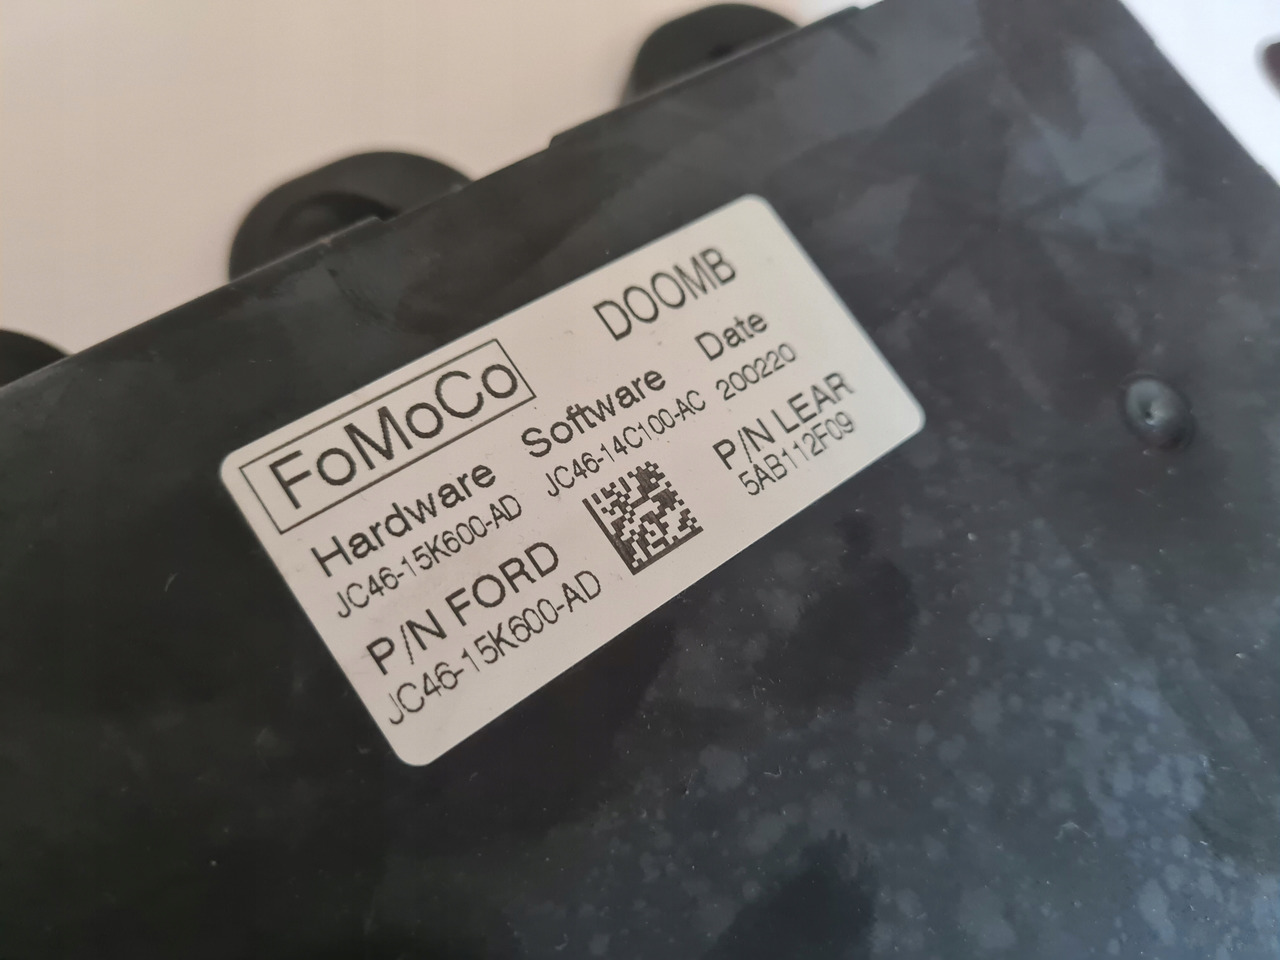 FoMoCo DOOMB
Hardware Software Date
JC46-15K600-AD JC46-14C100-AC 200220
P/N FORD P/N LEAR
JC46-15K600-AD 5AB112F09